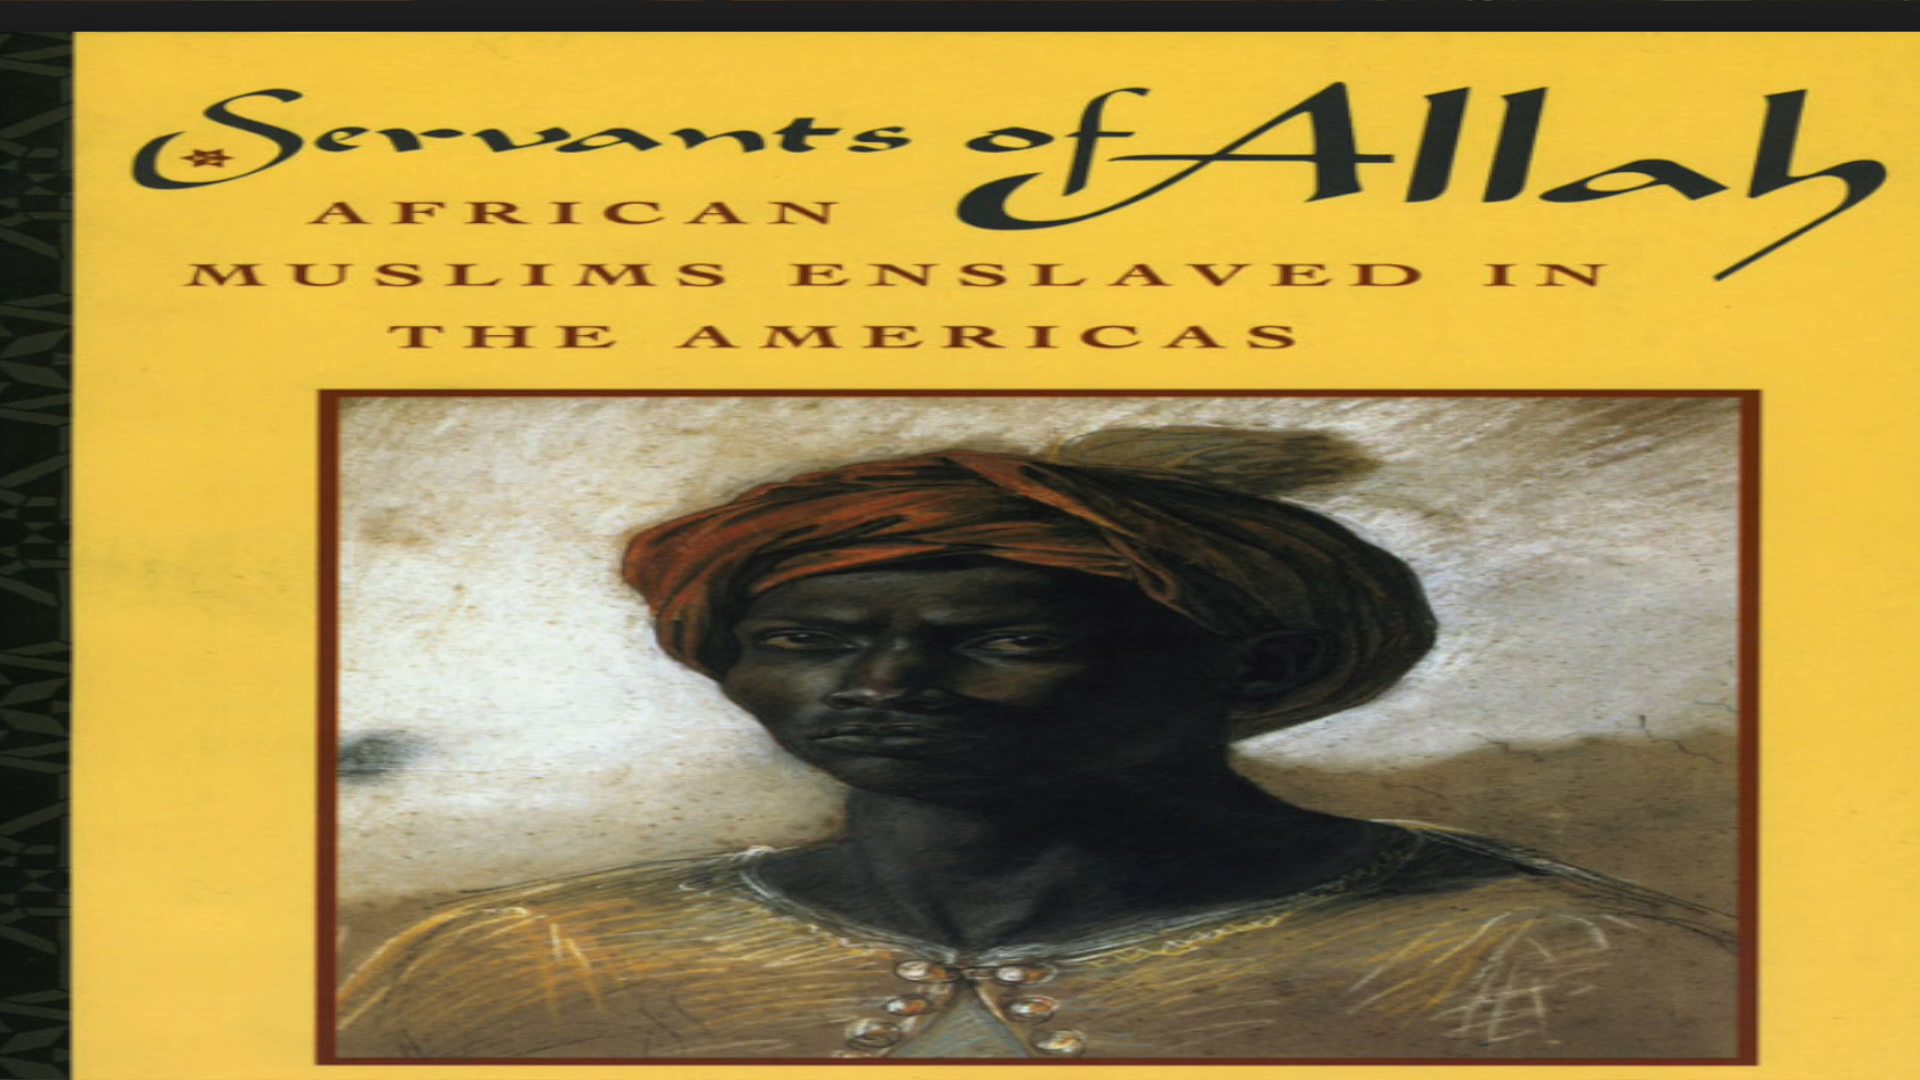 Servants of Allah
AFRICAN
MUSLIMS ENSLAVED IN
THE AMERICAS